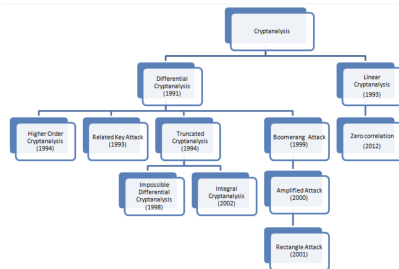 Cryptanalysis
Differential
Cryptanalysis
(1991)
Linear
Cryptanalysis
(1993)
Higher Order
Cryptanalysis
(1994)
Related Key Attack
(1993)
Truncated
Cryptanalysis
(1994)
Boomerang Attack
(1999)
Zero correlation
(2012)
Impossible
Differential
Cryptanalysis
(1998)
Integral
Cryptanalysis
(2002)
Amplified Attack
(2000)
Rectangle Attack
(2001)